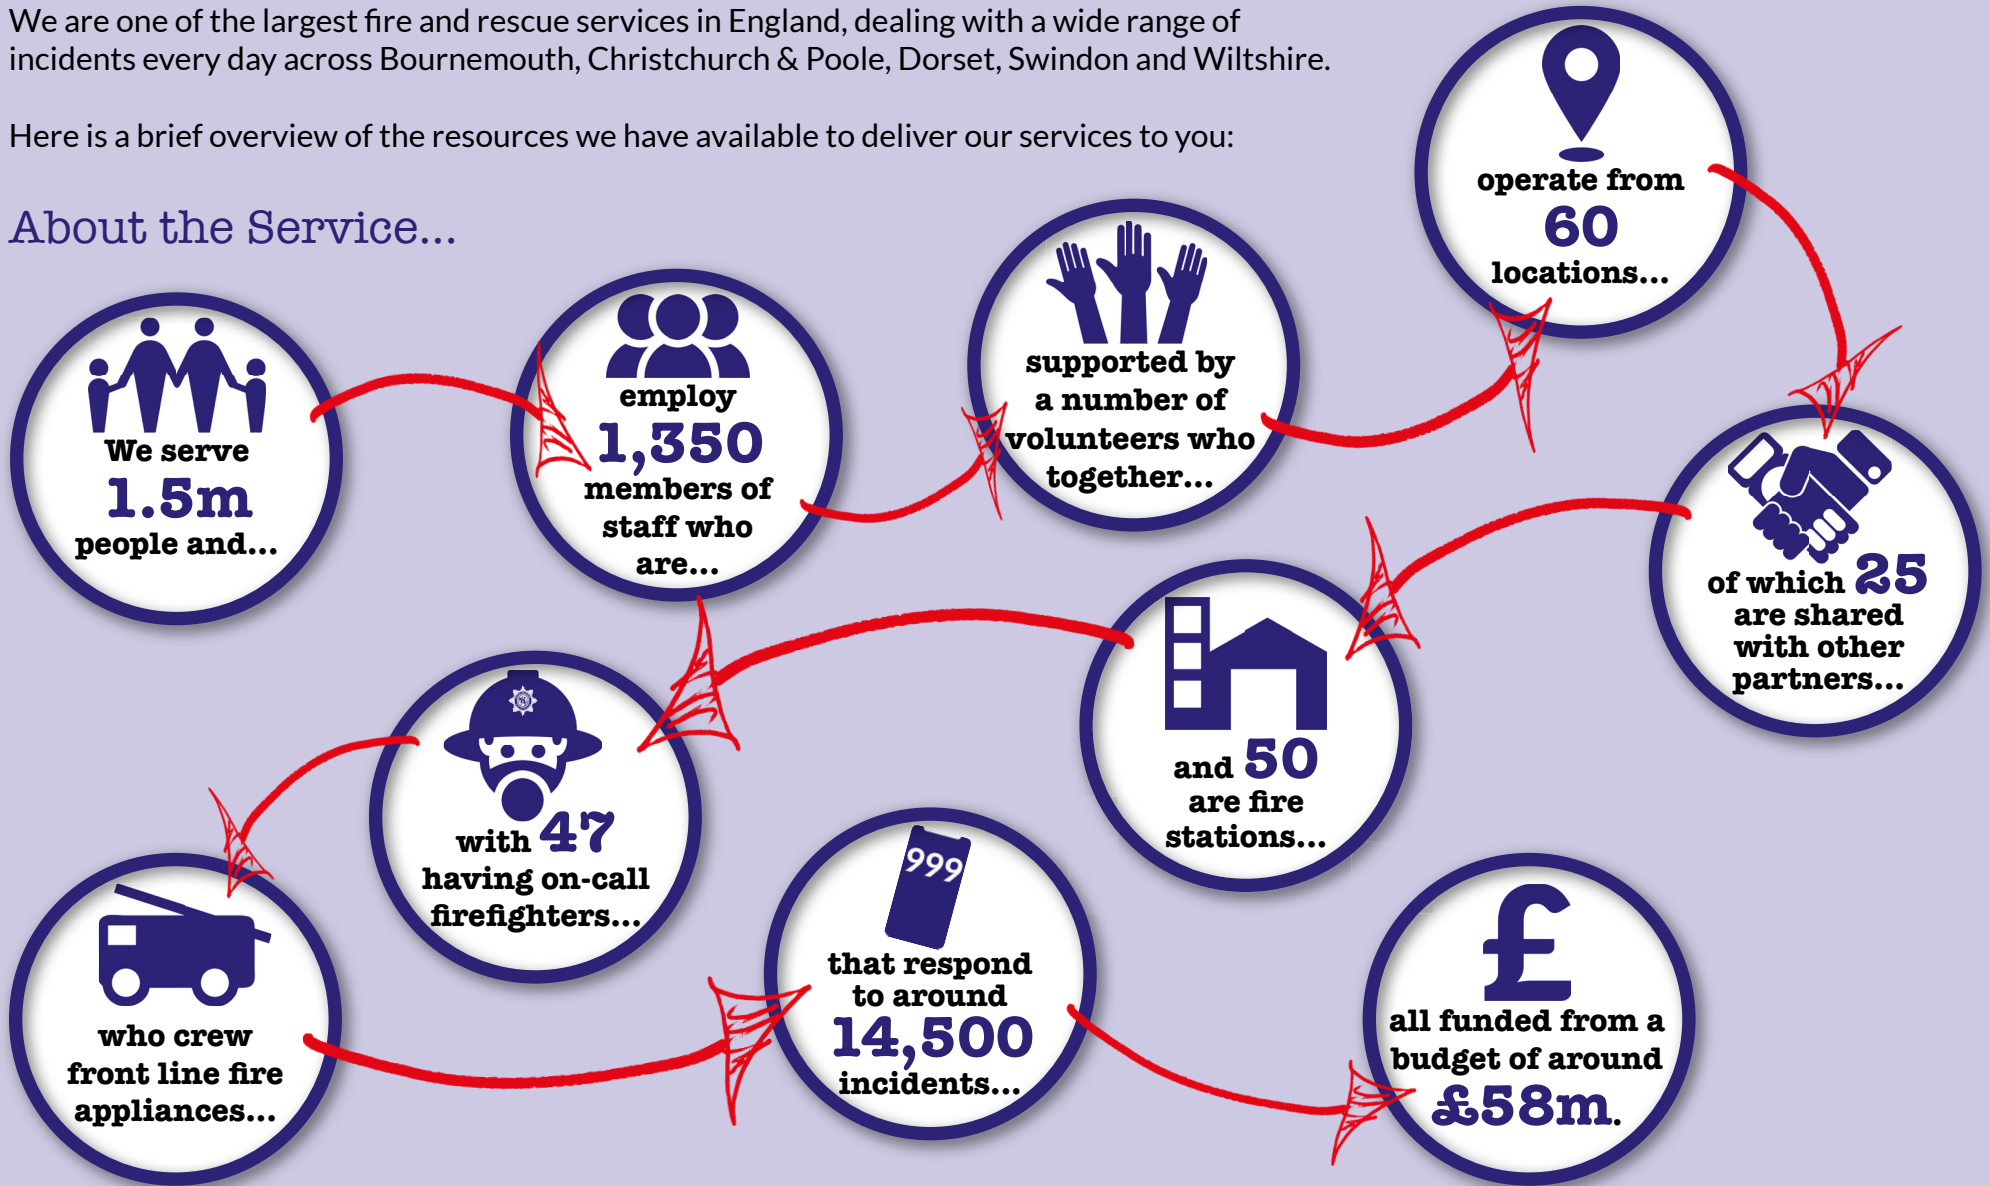 We are one of the largest fire and rescue services in England, dealing with a wide range of
incidents every day across Bournemouth, Christchurch & Poole, Dorset, Swindon and Wiltshire.
Here is a brief overview of the resources we have available to deliver our services to you:
About the Service...
We serve
1.5m
people and...
employ
1,350
members of
staff who
are...
supported by
a number of
volunteers who
together...
operate from
60
locations...
of which 25
are shared
with other
partners...
and 50
are fire
stations...
with 47
having on-call
firefighters...
who crew
front line fire
appliances...
999
that respond
to around
14,500
incidents...
£
all funded from a
budget of around
£58m.